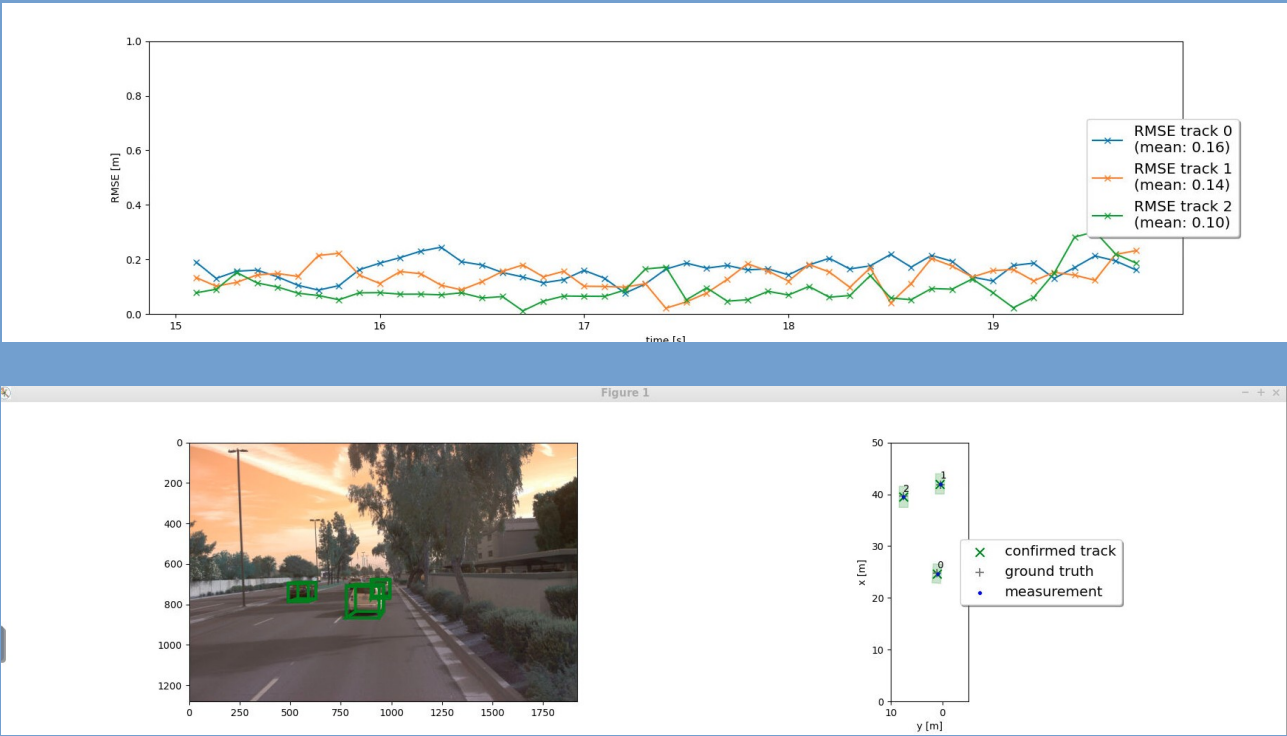 1.0
0.8
0.6
0.4
0.2
0.0
RMSE [m]
15 16 17 18 19
time [s]
RMSE track 0
(mean: 0.16)
RMSE track 1
(mean: 0.14)
RMSE track 2
(mean: 0.10)
Figure 1
0
200
400
600
800
1000
1200
0 250 500 750 1000 1250 1500 1750
50
40
30
20
10
0
x [m]
10 0
y [m]
1
2
0
confirmed track
ground truth
measurement